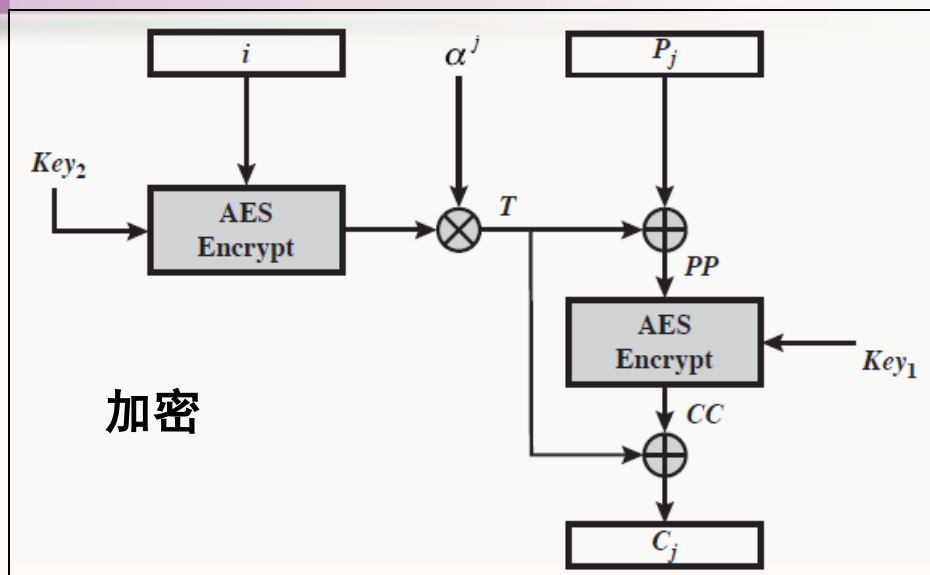 i
α^j
P_j
Key₂
AES
Encrypt
T
PP
AES
Encrypt
Key₁
加密
CC
C_j